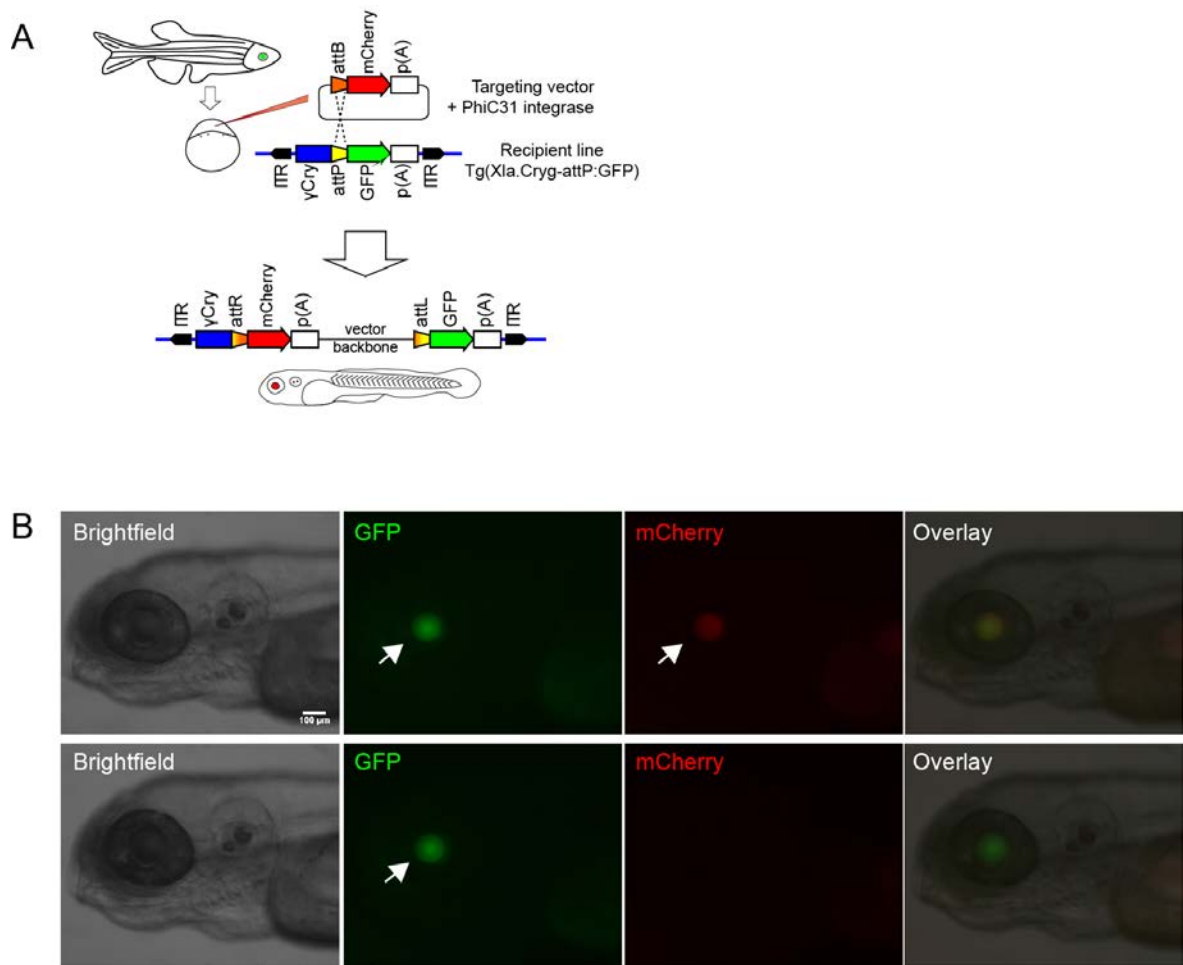 A
attB
mCherry
p(A)
Targeting vector
+ PhiC31 integrase
Recipient line
Tg(Xla.Cryg-attP:GFP)
ITR
γCry
attP
GFP
p(A)
ITR
ITR
γCry
attR
mCherry
p(A)
vector
backbone
attL
GFP
p(A)
ITR
B
Brightfield
GFP
mCherry
Overlay
100 µm
Brightfield
GFP
mCherry
Overlay